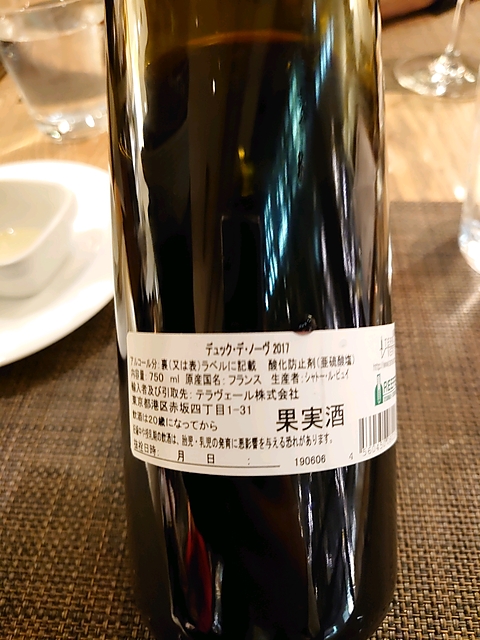 デュック・デ・ノーヴ 2017
アルコール分:裏(又は表)ラベルに記載 酸化防止剤(亜硫酸塩)
内容量:750 ml 原産国名:フランス 生産者:シャトー・ル・ピュイ
輸入者及び引取先:テラヴェール株式会社
東京都港区赤坂四丁目1-31
飲酒は20歳になってから
果実酒
妊娠中や授乳期の飲酒は、胎児・乳児の発育に悪影響を与える恐れがあります。
抜栓日時: 月 日 :
190606